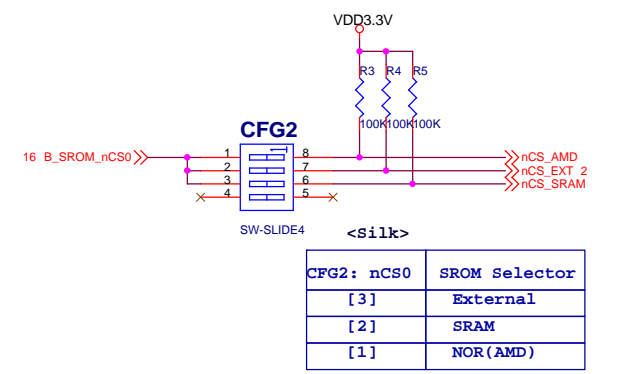 VDD3.3V
R3 R4 R5
100K 100K 100K
CFG2
16 B_SROM_nCS0
1 8 nCS_AMD
2 7 nCS_EXT 2
3 6 nCS_SRAM
4 5
1
SW-SLIDE4
<Silk>
CFG2: nCS0 SROM Selector
[3] External
[2] SRAM
[1] NOR(AMD)